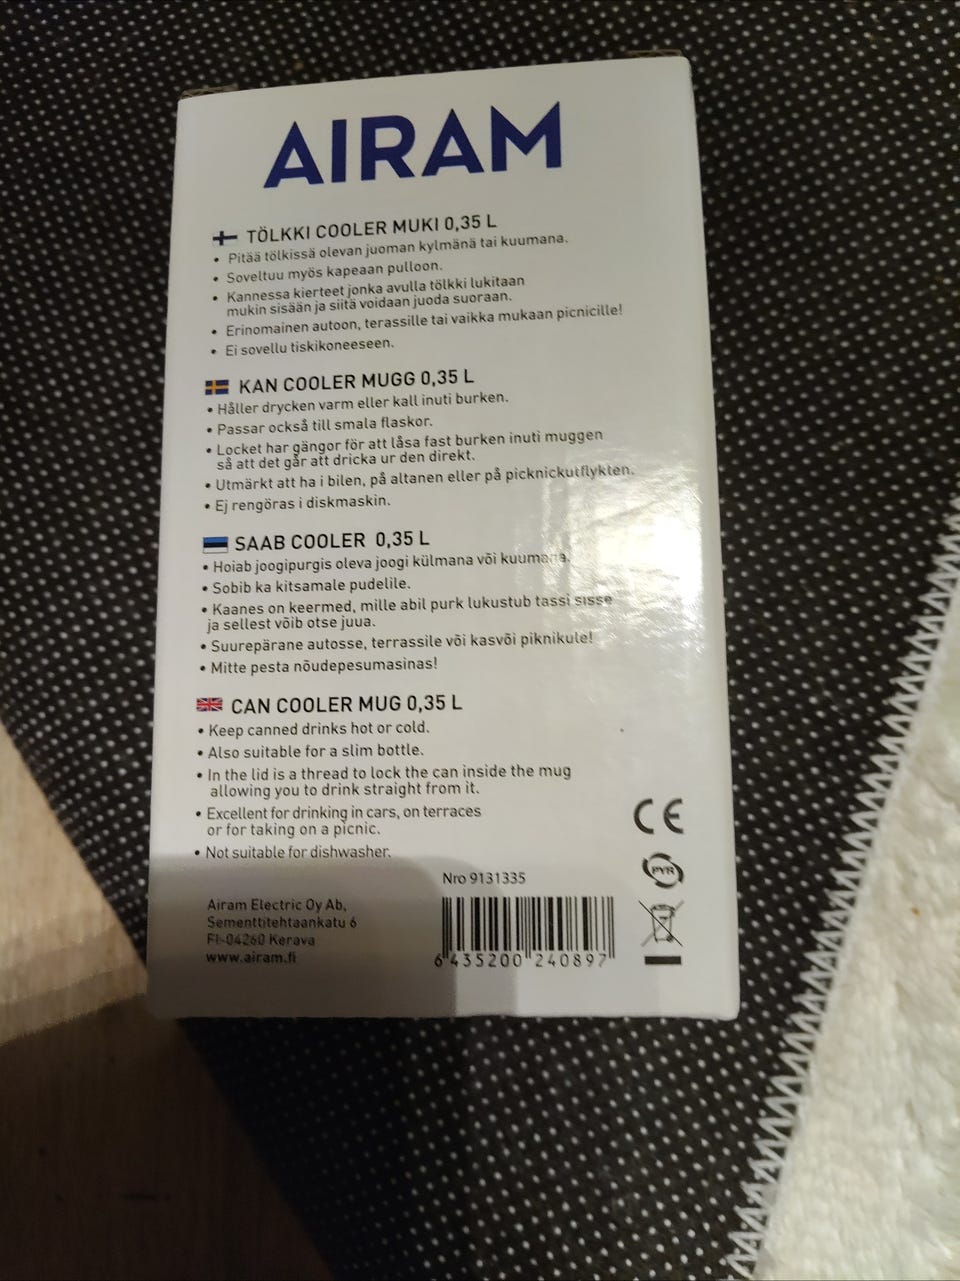 AIRAM
TÖLKKI COOLER MUKI 0,35 L
• Pitää tölkissä olevan juoman kylmänä tai kuumana.
• Soveltuu myös kapeaan pulloon.
• Kannessa kierteet jonka avulla tölkki lukitaan
mukin sisään ja siitä voidaan juoda suoraan.
• Erinomainen autoon, terassille tai vaikka mukaan picnicille!
• Ei sovellu tiskikoneeseen.
KAN COOLER MUGG 0,35 L
• Håller drycken varm eller kall inuti burken.
• Passar också till smala flaskor.
• Locket har gängor för att låsa fast burken inuti muggen
så att det går att dricka ur den direkt.
• Utmärkt att ha i bilen, på altanen eller på picknickutflykten.
• Ej rengöras i diskmaskin.
SAAB COOLER 0,35 L
• Hoiab joogipurgis oleva joogi külmana või kuumana.
• Sobib ka kitsamale pudelile.
• Kaanes on keermed, mille abil purk lukustub tassi sisse
ja sellest võib otse juua.
• Suurepärane autosse, terrassile või kasvõi piknikule!
• Mitte pesta nõudepesumasinas!
CAN COOLER MUG 0,35 L
• Keep canned drinks hot or cold.
• Also suitable for a slim bottle.
• In the lid is a thread to lock the can inside the mug
allowing you to drink straight from it.
• Excellent for drinking in cars, on terraces
or for taking on a picnic.
• Not suitable for dishwasher.
CE
PYR
Nro 9131335
Airam Electric Oy Ab,
Sementtitehtaankatu 6
FI-04260 Kerava
www.airam.fi
6 435200 240897